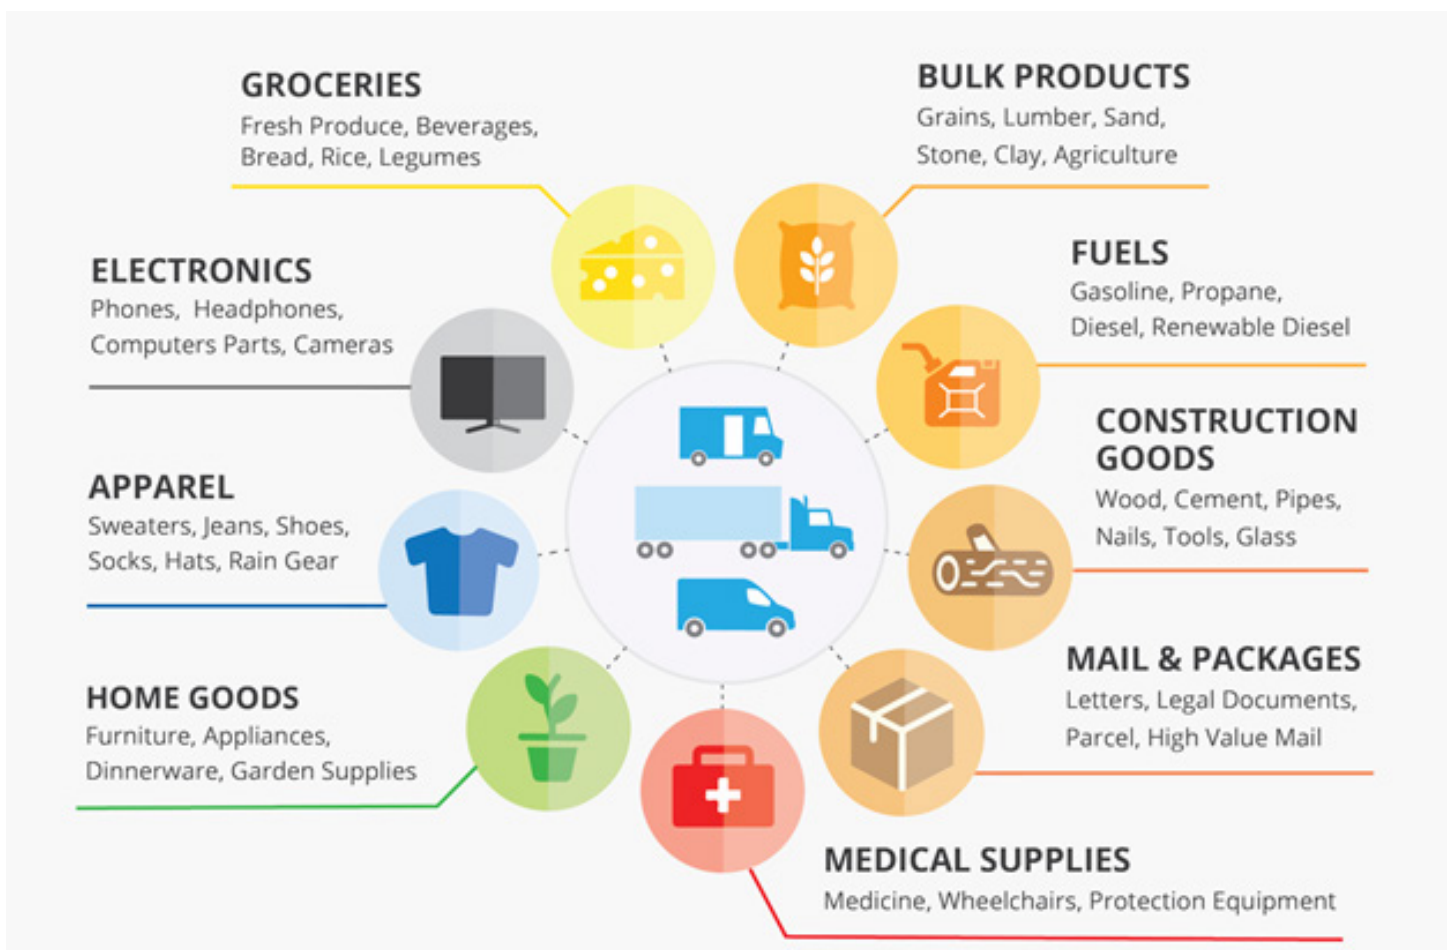 GROCERIES
Fresh Produce, Beverages,
Bread, Rice, Legumes
BULK PRODUCTS
Grains, Lumber, Sand,
Stone, Clay, Agriculture
ELECTRONICS
Phones, Headphones,
Computers Parts, Cameras
FUELS
Gasoline, Propane,
Diesel, Renewable Diesel
APPAREL
Sweaters, Jeans, Shoes,
Socks, Hats, Rain Gear
CONSTRUCTION
GOODS
Wood, Cement, Pipes,
Nails, Tools, Glass
HOME GOODS
Furniture, Appliances,
Dinnerware, Garden Supplies
MAIL & PACKAGES
Letters, Legal Documents,
Parcel, High Value Mail
MEDICAL SUPPLIES
Medicine, Wheelchairs, Protection Equipment